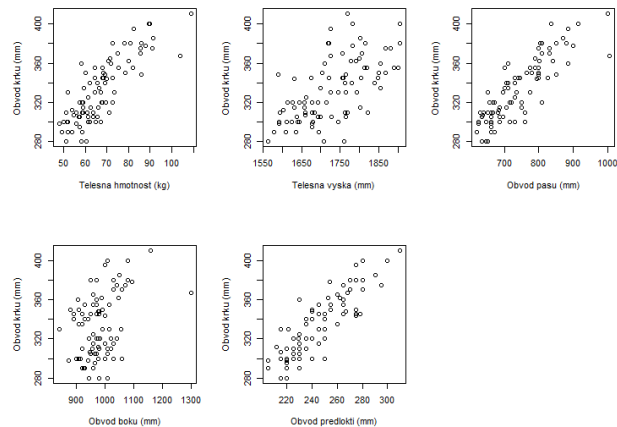 Obvod krku (mm)
280 320 360 400
50 60 70 80 90 100
Telesna hmotnost (kg)
Obvod krku (mm)
280 320 360 400
1550 1650 1750 1850
Telesna vyska (mm)
Obvod krku (mm)
280 320 360 400
700 800 900 1000
Obvod pasu (mm)
Obvod krku (mm)
280 320 360 400
900 1000 1100 1200 1300
Obvod boku (mm)
Obvod krku (mm)
280 320 360 400
220 240 260 280 300
Obvod predlokti (mm)